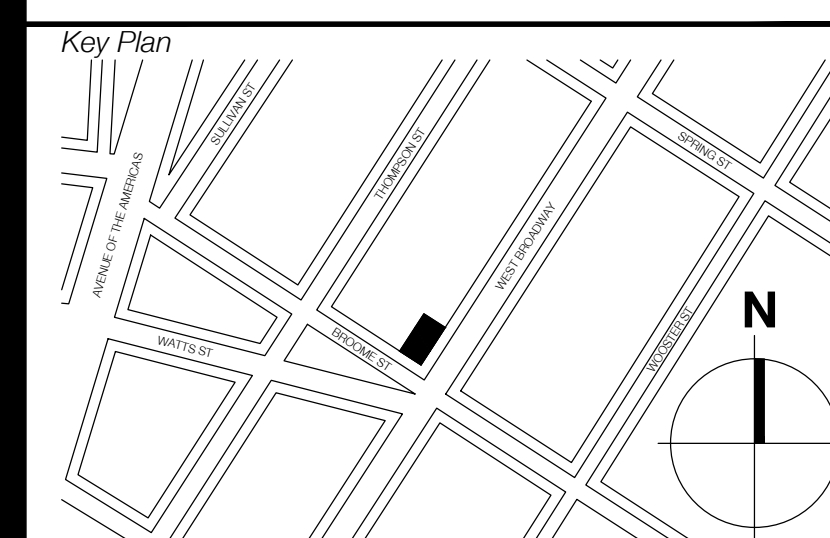 Key Plan
SULLIVAN ST
THOMPSON ST
SPRING ST
AVENUE OF THE AMERICAS
WEST BROADWAY
N
WATTS ST
BROOME ST
WOOSTER ST